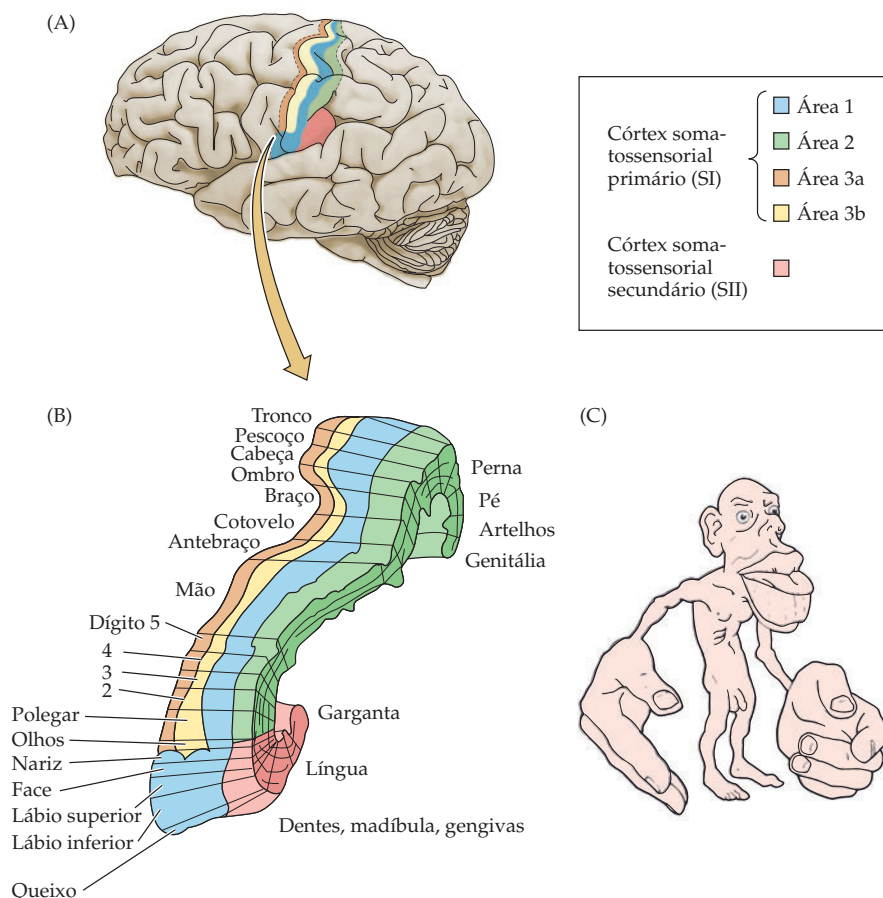 (A)
Córtex soma-
tossensorial
primário (SI)
Área 1
Área 2
Área 3a
Área 3b
Córtex soma-
tossensorial
secundário (SII)
(B)
Tronco
Pescoço
Cabeça
Ombro
Braço
Cotovelo
Antebraço
Mão
Dígito 5
4
3
2
Polegar
Olhos
Nariz
Face
Lábio superior
Lábio inferior
Queixo
Perna
Pé
Artelhos
Genitália
Garganta
Língua
Dentes, madíbula, gengivas
(C)